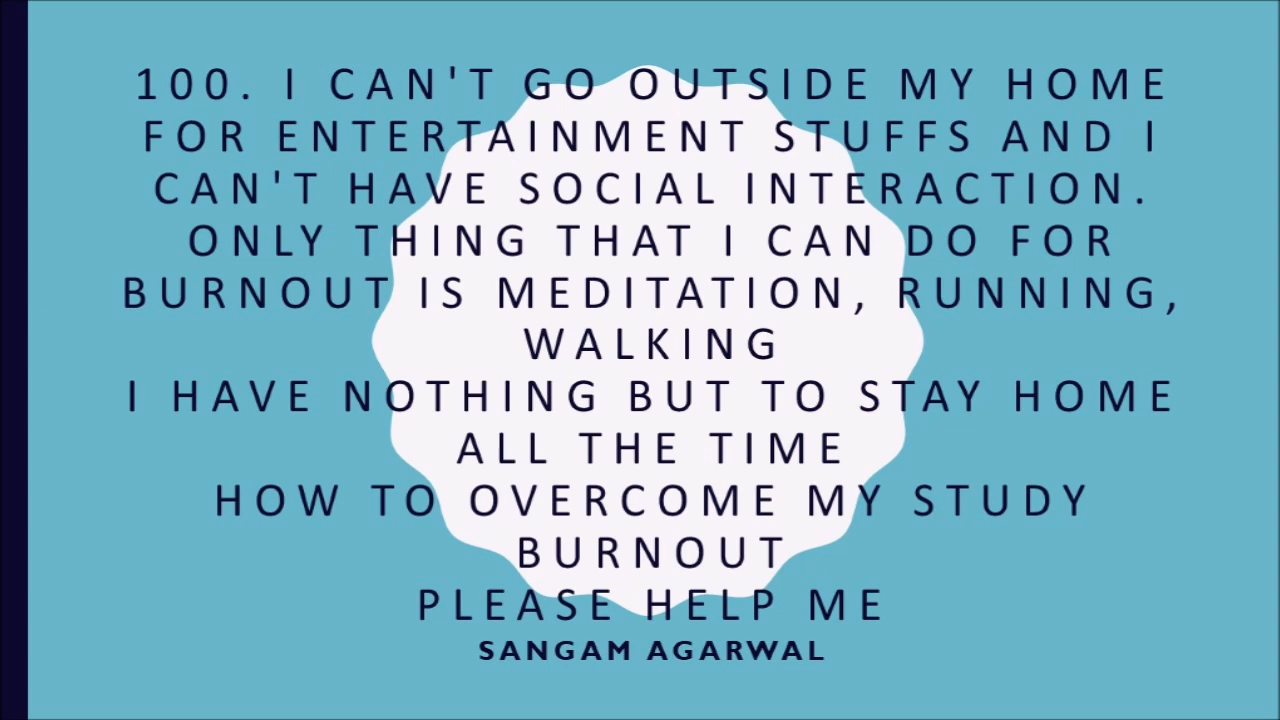 100. I CAN'T GO OUTSIDE MY HOME
FOR ENTERTAINMENT STUFFS AND I
CAN'T HAVE SOCIAL INTERACTION.
ONLY THING THAT I CAN DO FOR
BURNOUT IS MEDITATION, RUNNING,
WALKING
I HAVE NOTHING BUT TO STAY HOME
ALL THE TIME
HOW TO OVERCOME MY STUDY
BURNOUT
PLEASE HELP ME
SANGAM AGARWAL